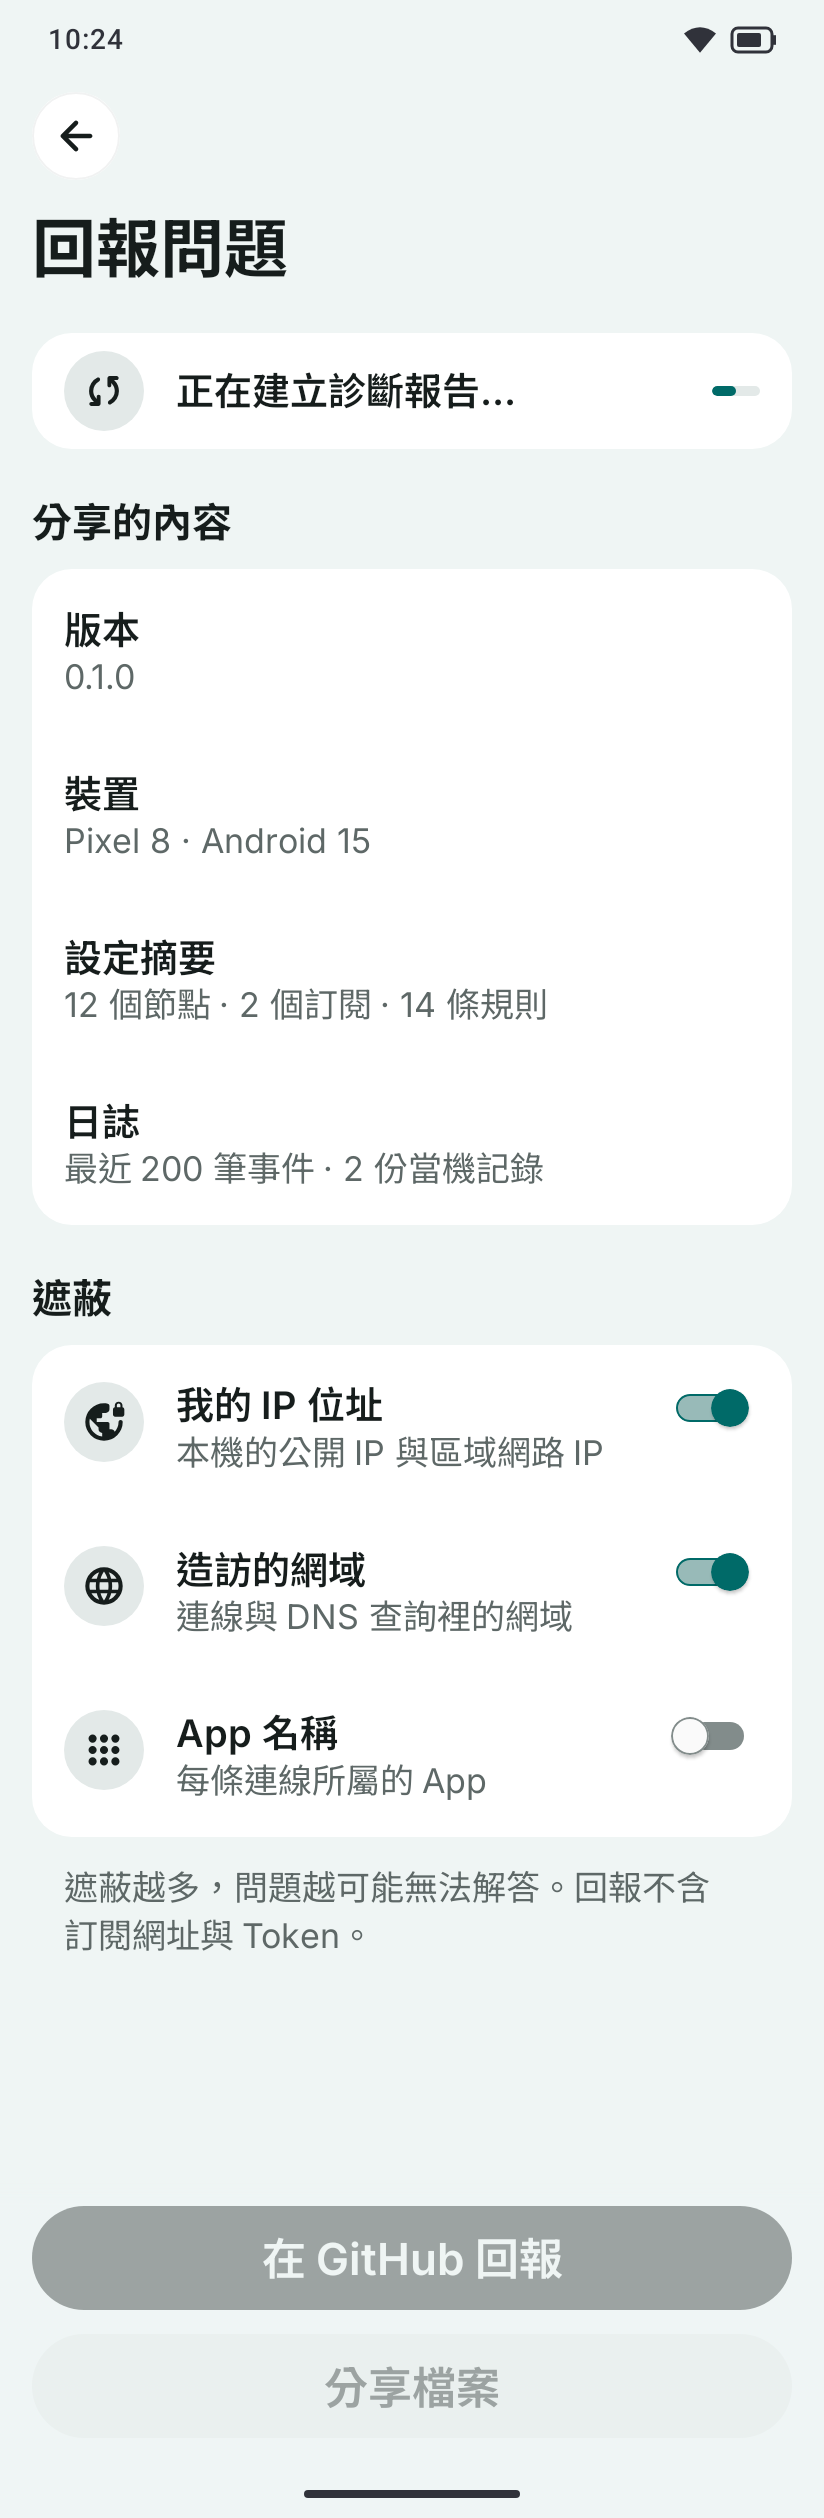 10:24
回報問題
正在建立診斷報告...
分享的內容
版本
0.1.0
裝置
Pixel 8 · Android 15
設定摘要
12 個節點 · 2 個訂閱 · 14 條規則
日誌
最近 200 筆事件 · 2 份當機記錄
遮蔽
我的 IP 位址
本機的公開 IP 與區域網路 IP
造訪的網域
連線與 DNS 查詢裡的網域
App 名稱
每條連線所屬的 App
遮蔽越多，問題越可能無法解答。回報不含
訂閱網址與 Token。
在 GitHub 回報
分享檔案